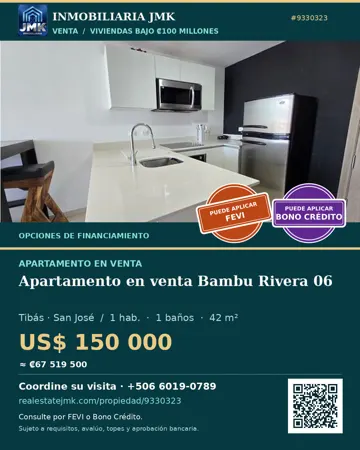 INMOBILIARIA JMK
#9330323
VENTA / VIVIENDAS BAJO ₡100 MILLONES
JMK
PUEDE APLICAR
FEVI
PUEDE APLICAR
BONO CRÉDITO
OPCIONES DE FINANCIAMIENTO
APARTAMENTO EN VENTA
Apartamento en venta Bambu Rivera 06
Tibás · San José / 1 hab. · 1 baños · 42 m²
US$ 150 000
≈ ₡67 519 500
Coordine su visita · +506 6019-0789
realestatejmk.com/propiedad/9330323
Consulte por FEVI o Bono Crédito.
Sujeto a requisitos, avalúo, topes y aprobación bancaria.